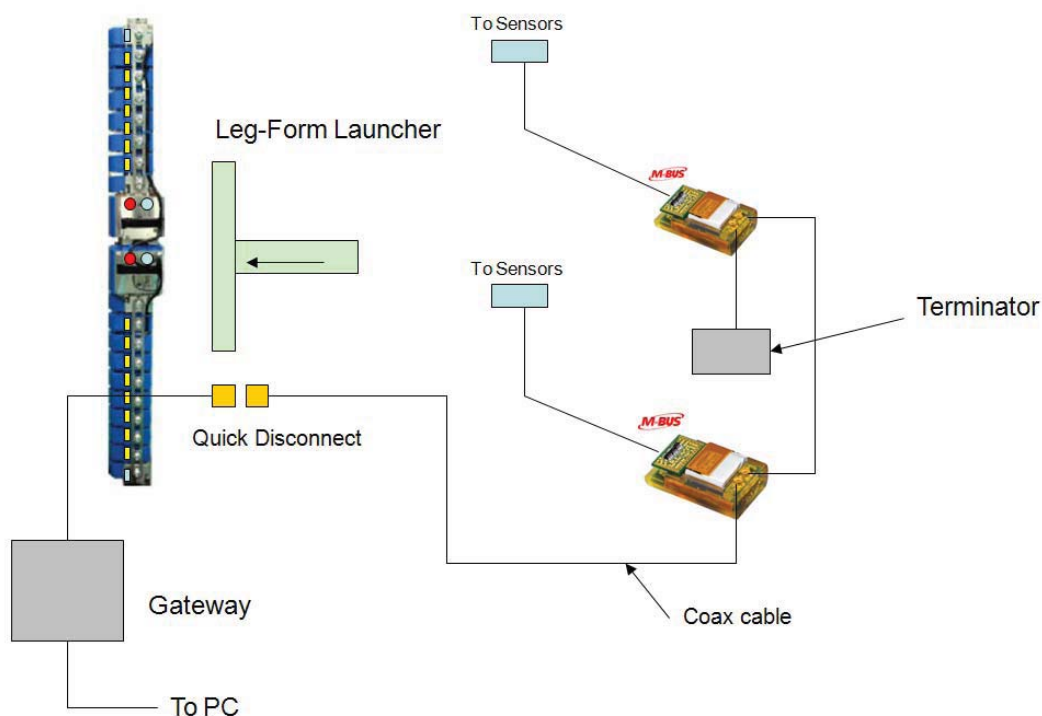 To Sensors
Leg-Form Launcher
M-BUS
To Sensors
Terminator
Quick Disconnect
M-BUS
Gateway
Coax cable
To PC